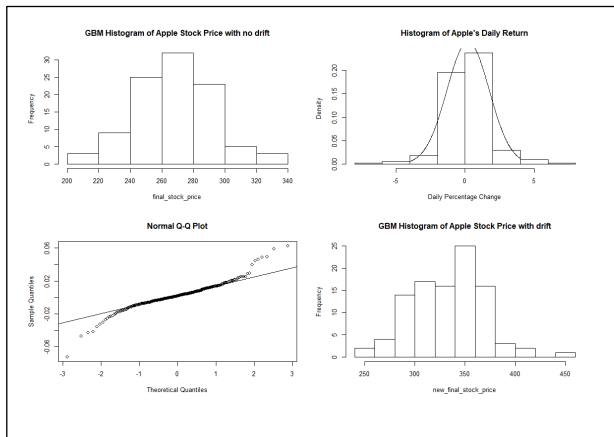 GBM Histogram of Apple Stock Price with no drift
Frequency
0 5 10 20 30
200 220 240 260 280 300 320 340
final_stock_price
Histogram of Apple's Daily Return
Density
0.00 0.05 0.10 0.15 0.20
-5 0 5
Daily Percentage Change
Normal Q-Q Plot
Sample Quantiles
-0.06 -0.02 0.02 0.06
-3 -2 -1 0 1 2 3
Theoretical Quantiles
GBM Histogram of Apple Stock Price with drift
Frequency
0 5 10 15 20 25
250 300 350 400 450
new_final_stock_price